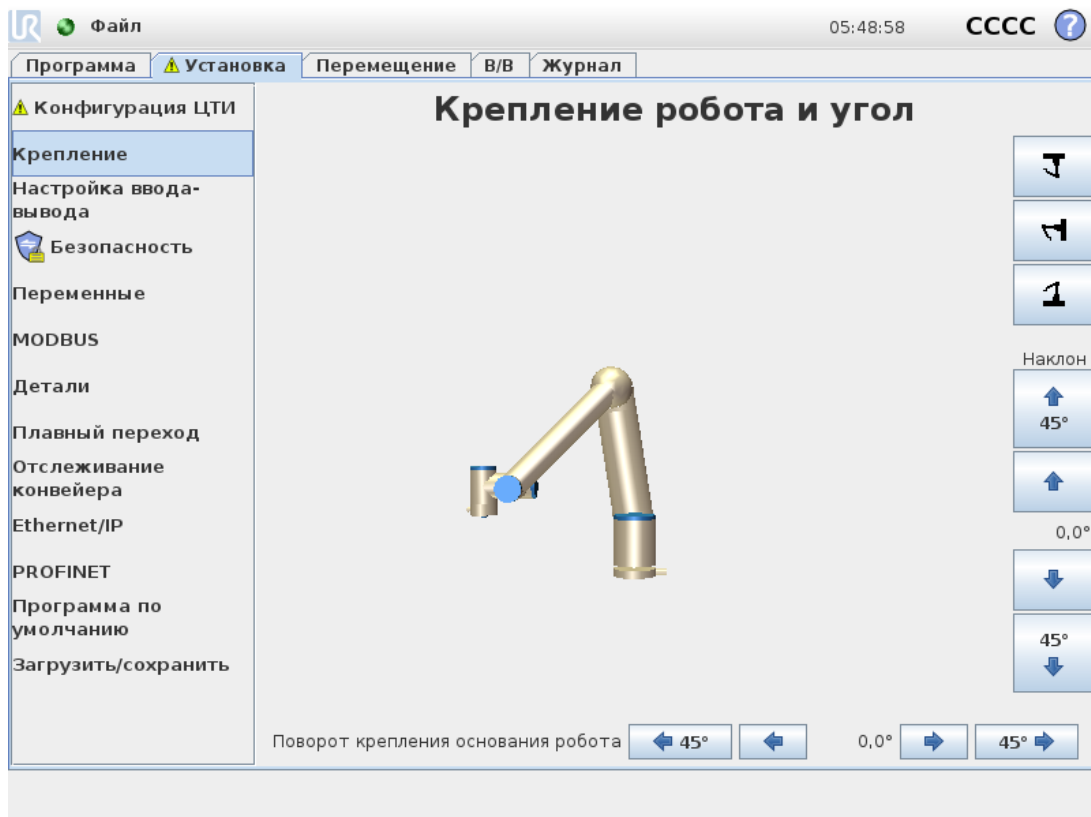 UR
Файл
05:48:58
CCCC
?
Программа
Установка
Перемещение
В/В
Журнал
Конфигурация ЦТИ
Крепление
Настройка ввода-
вывода
Безопасность
Переменные
MODBUS
Детали
Плавный переход
Отслеживание
конвейера
Ethernet/IP
PROFINET
Программа по
умолчанию
Загрузить/сохранить
Крепление робота и угол
Наклон
45°
0,0°
45°
Поворот крепления основания робота
45°
0,0°
45°